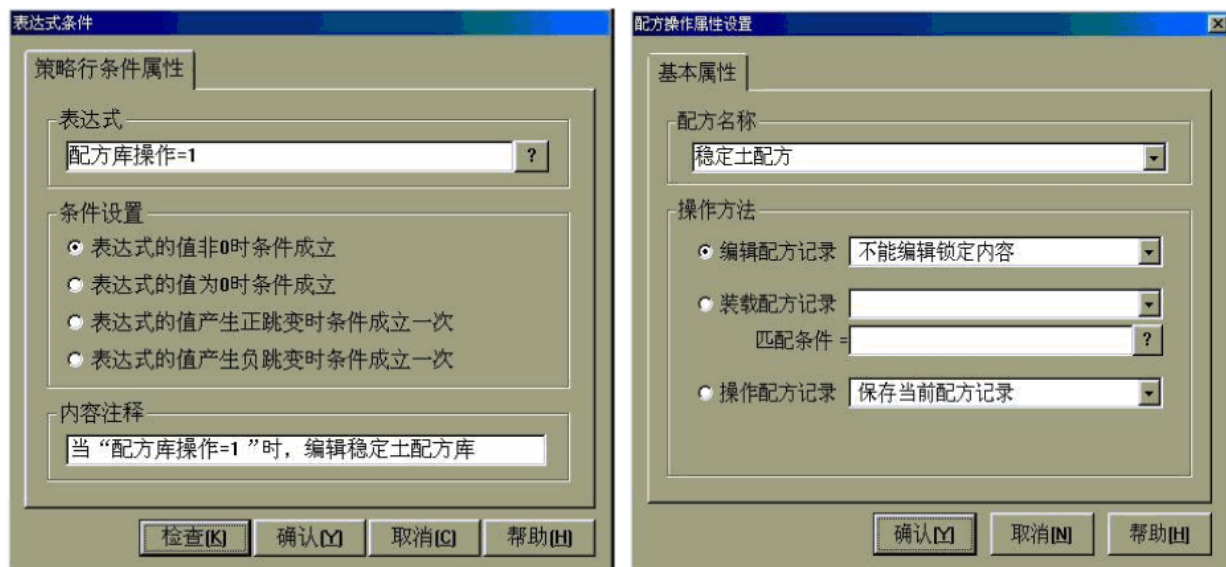 表达式条件
策略行条件属性
表达式
配方库操作=1
?
条件设置
表达式的值非0时条件成立
表达式的值为0时条件成立
表达式的值产生正跳变时条件成立一次
表达式的值产生负跳变时条件成立一次
内容注释
当“配方库操作=1 ”时，编辑稳定土配方库
检查[K] 确认[Y] 取消[C] 帮助[H]
配方操作属性设置
基本属性
配方名称
稳定土配方
操作方法
编辑配方记录 不能编辑锁定内容
装载配方记录
匹配条件 = ?
操作配方记录 保存当前配方记录
确认[Y] 取消[N] 帮助[H]